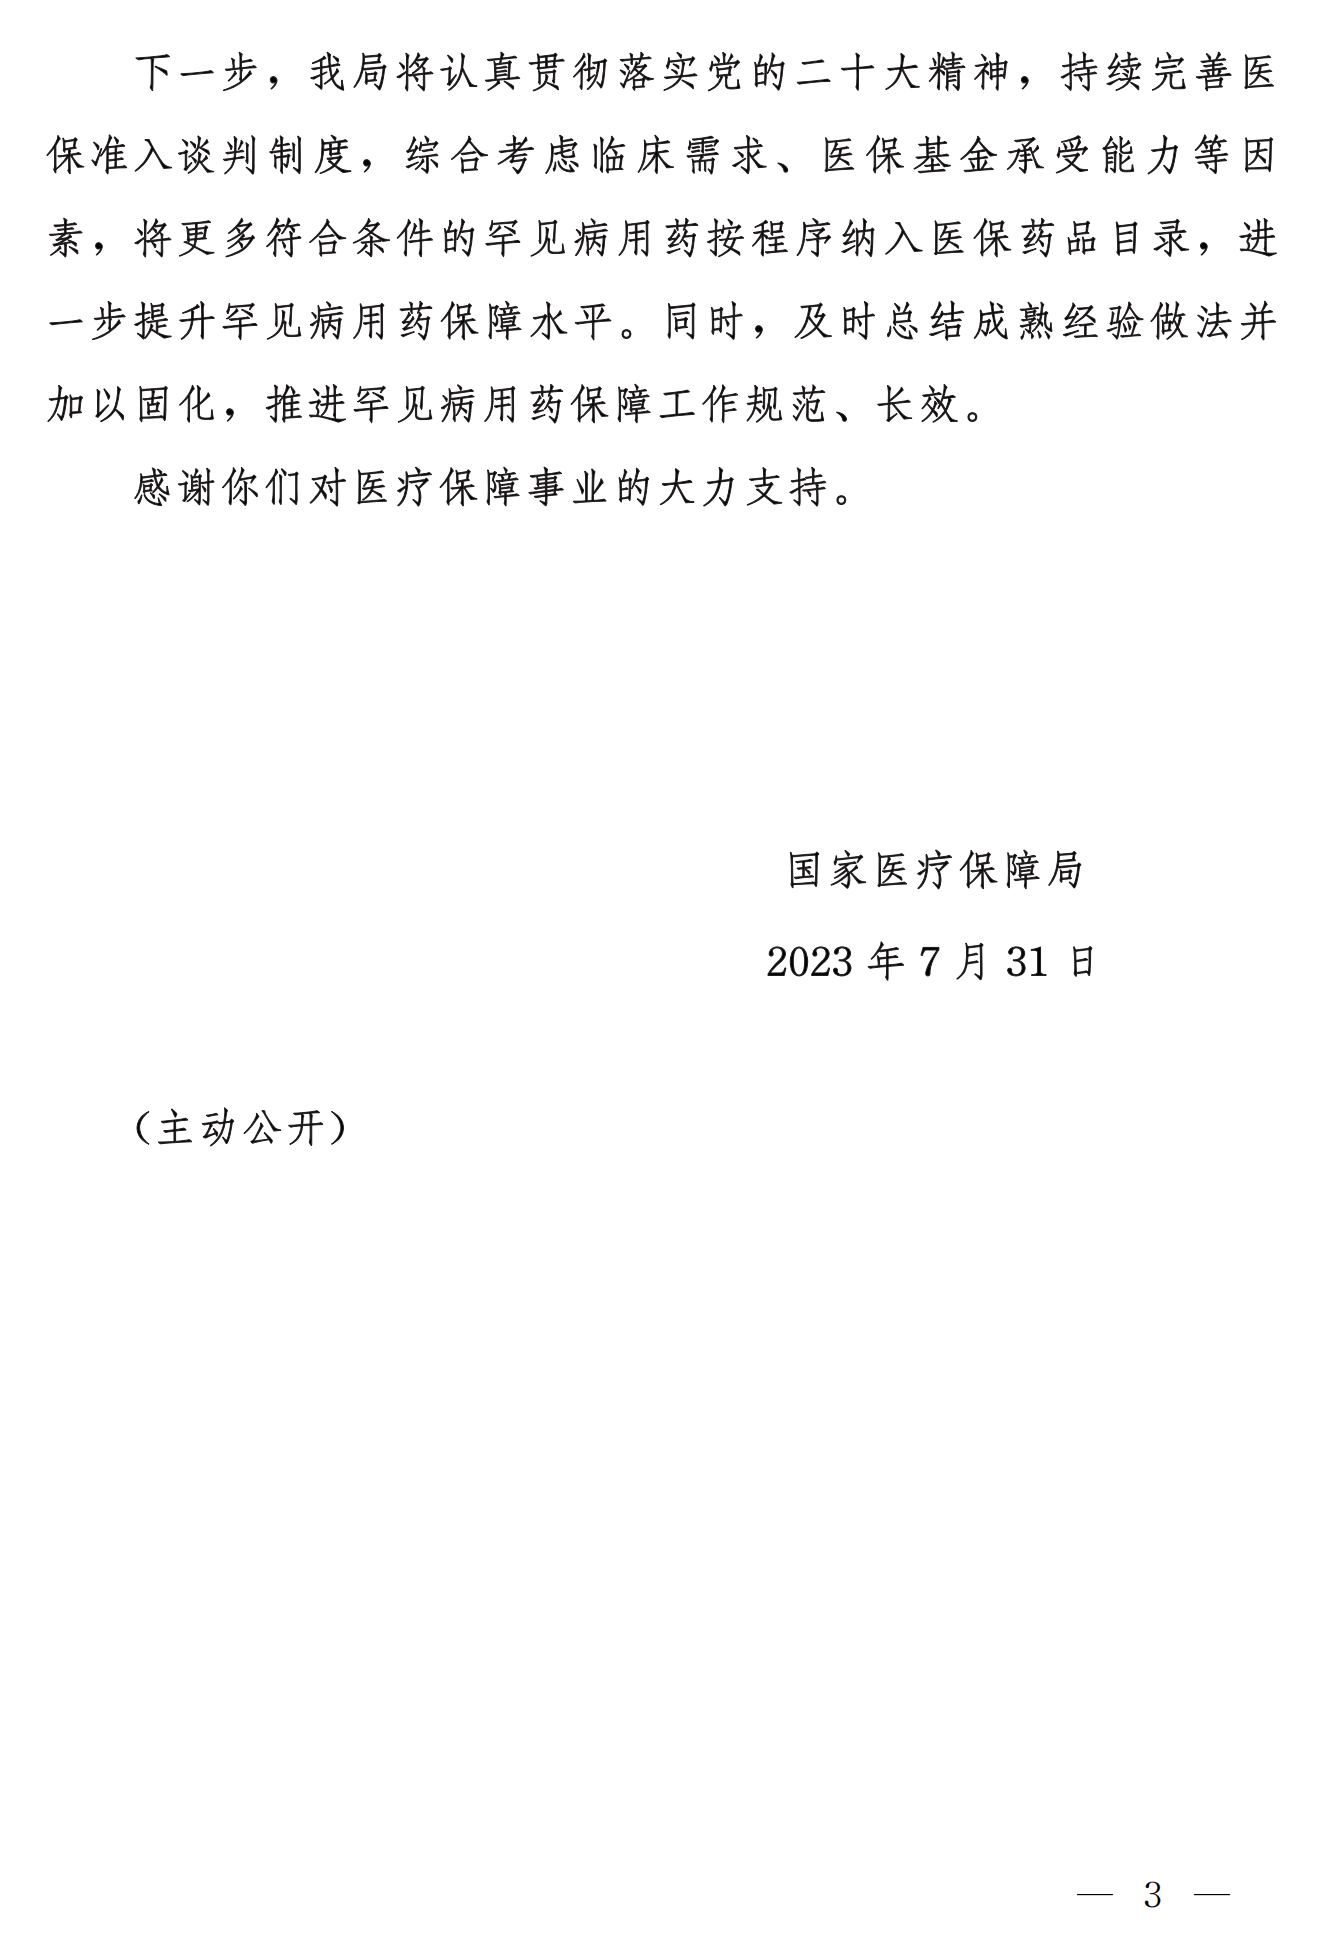 下一步，我局将认真贯彻落实党的二十大精神，持续完善医
保准入谈判制度，综合考虑临床需求、医保基金承受能力等因
素，将更多符合条件的罕见病用药按程序纳入医保药品目录，进
一步提升罕见病用药保障水平。同时，及时总结成熟经验做法并
加以固化，推进罕见病用药保障工作规范、长效。
感谢你们对医疗保障事业的大力支持。
国家医疗保障局
2023 年 7 月 31 日
（主动公开）
— 3 —